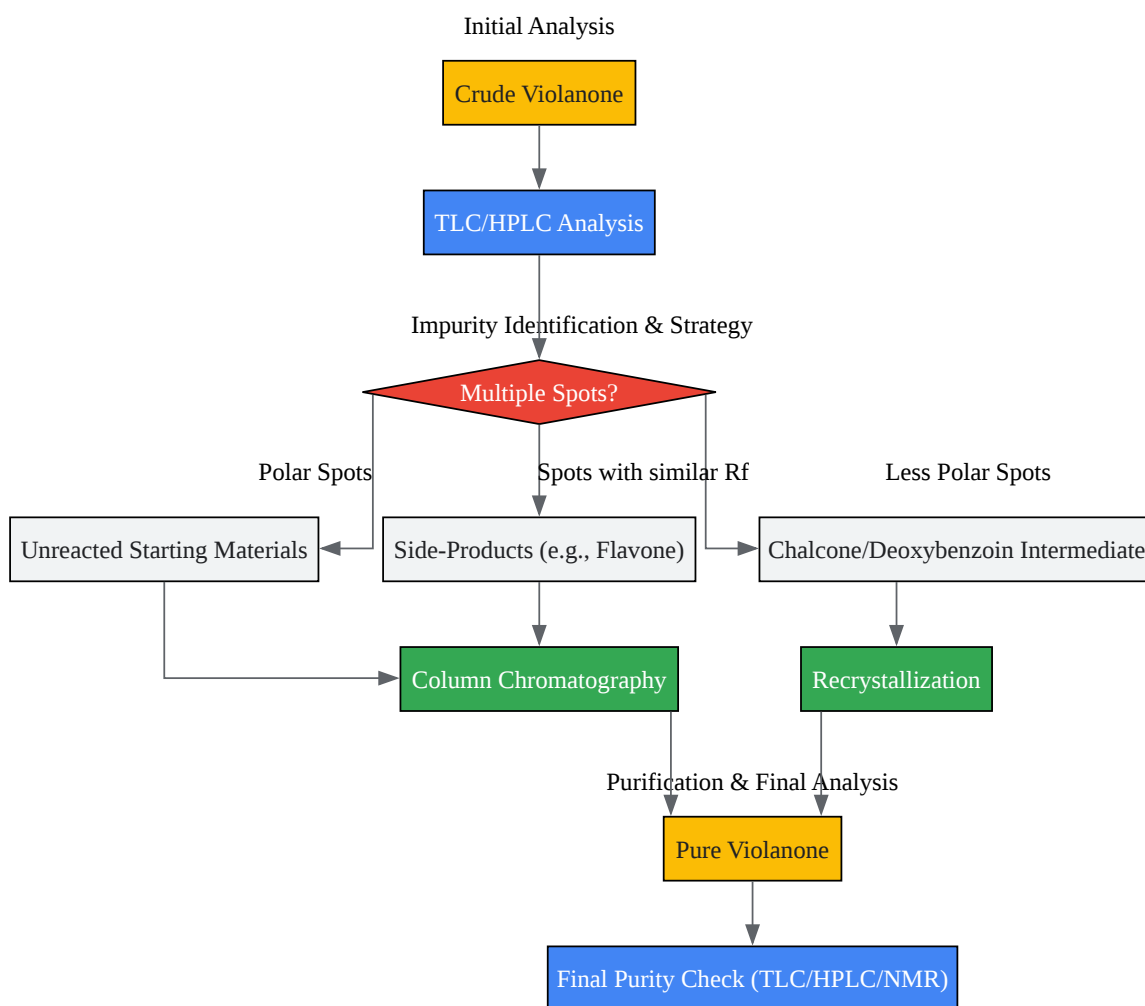 Initial Analysis
Crude Violanone
TLC/HPLC Analysis
Impurity Identification & Strategy
Multiple Spots?
Polar Spots
Spots with similar Rf
Less Polar Spots
Unreacted Starting Materials
Side-Products (e.g., Flavone)
Chalcone/Deoxybenzoin Intermediate
Column Chromatography
Recrystallization
Purification & Final Analysis
Pure Violanone
Final Purity Check (TLC/HPLC/NMR)